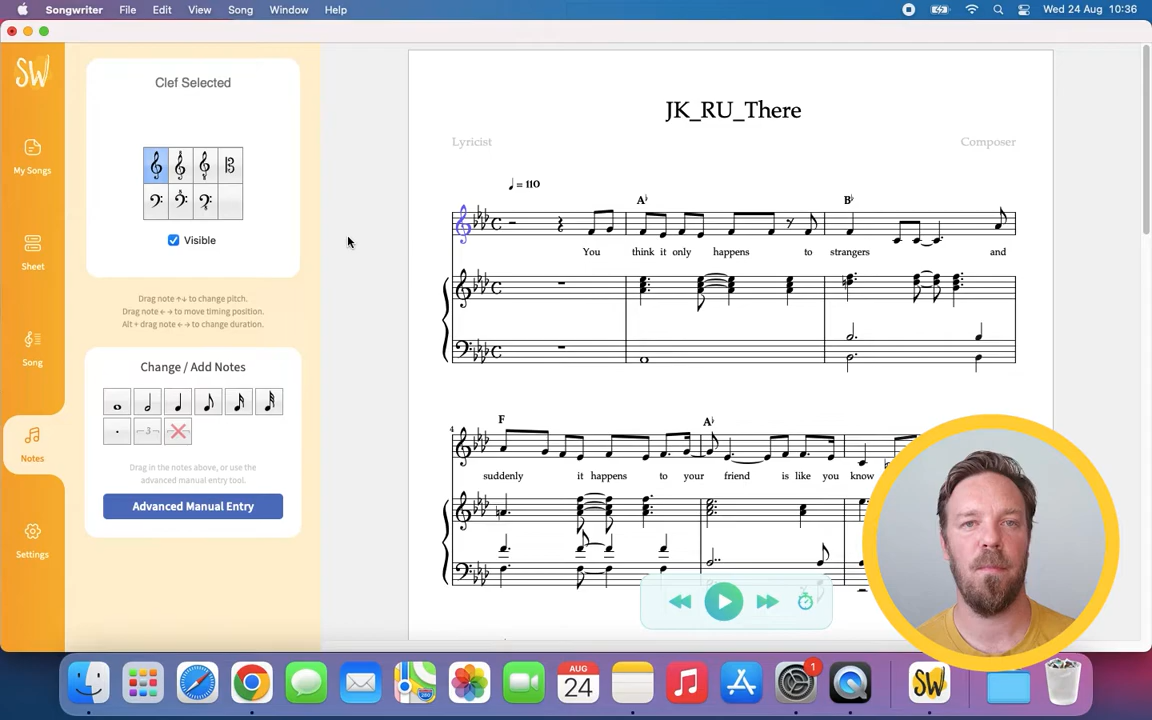 Songwriter File Edit View Song Window Help Wed 24 Aug 10:36
SW
My Songs
Sheet
Song
Notes
Settings
Clef Selected
Visible
Drag note ↑↓ to change pitch.
Drag note ←→ to move timing position.
Alt + drag note ←→ to change duration.
Change / Add Notes
3
Drag in the notes above, or use the
advanced manual entry tool.
Advanced Manual Entry
JK_RU_There
Lyricist Composer
♩ = 110
A♭ B♭
You think it only happens to strangers and
4
F A♭
suddenly it happens to your friend is like you know
AUG
24
1
SW